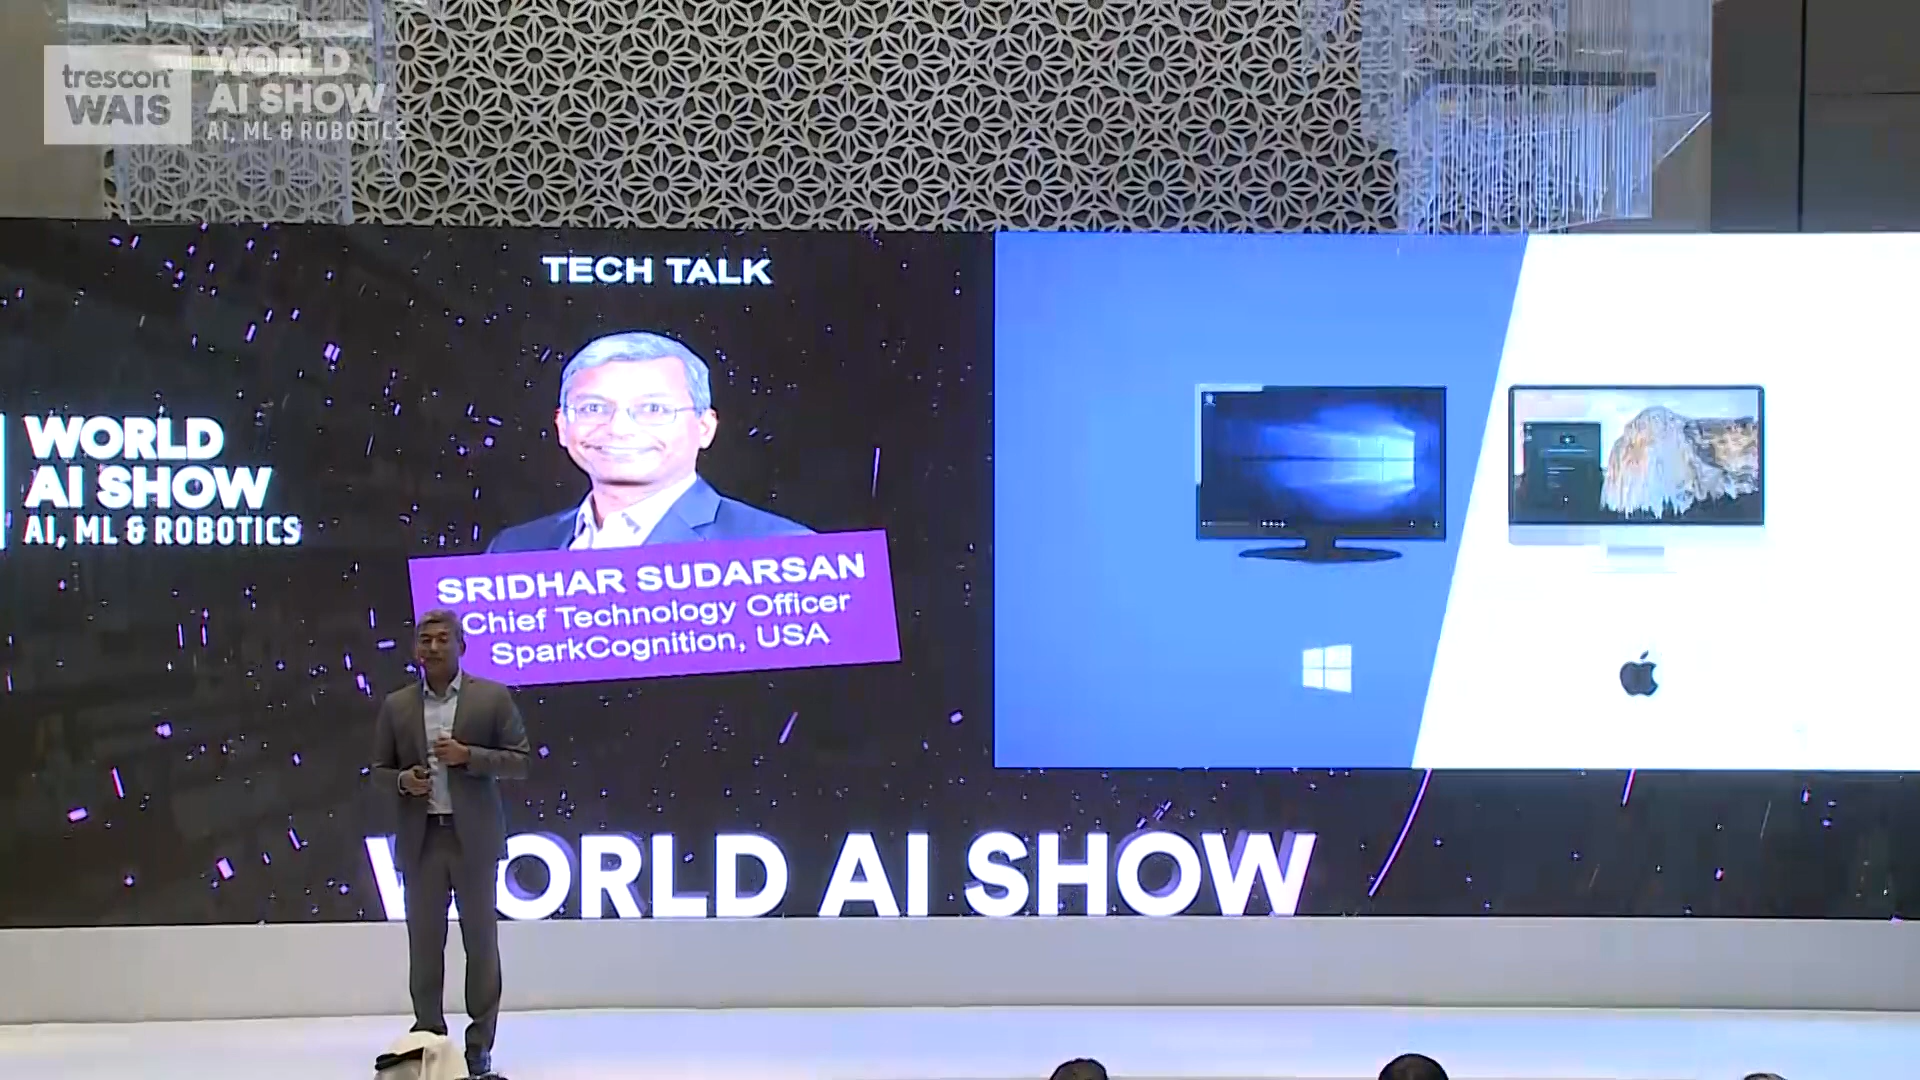 trescon
WAIS
WORLD
AI SHOW
AI, ML & ROBOTICS
TECH TALK
WORLD
AI SHOW
AI, ML & ROBOTICS
SRIDHAR SUDARSAN
Chief Technology Officer
SparkCognition, USA
WORLD AI SHOW